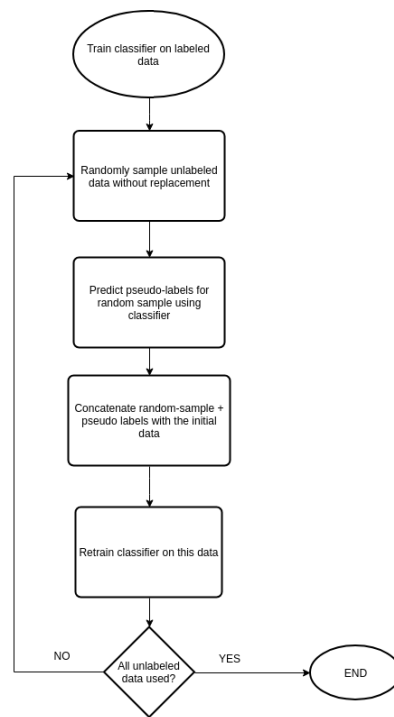 Train classifier on labeled
data
Randomly sample unlabeled
data without replacement
Predict pseudo-labels for
random sample using
classifier
Concatenate random-sample +
pseudo labels with the initial
data
Retrain classifier on this data
NO
All unlabeled
data used?
YES
END